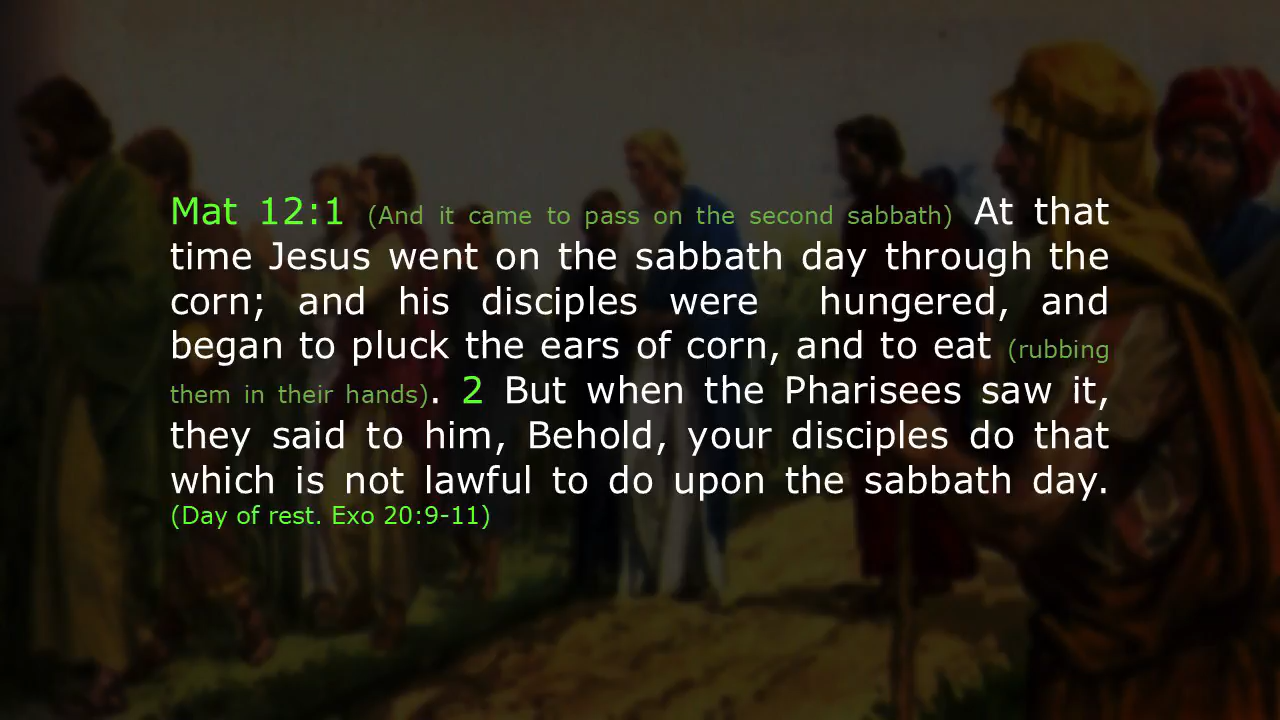 Mat 12:1 (And it came to pass on the second sabbath) At that
time Jesus went on the sabbath day through the
corn; and his disciples were hungered, and
began to pluck the ears of corn, and to eat (rubbing
them in their hands). 2 But when the Pharisees saw it,
they said to him, Behold, your disciples do that
which is not lawful to do upon the sabbath day.
(Day of rest. Exo 20:9-11)